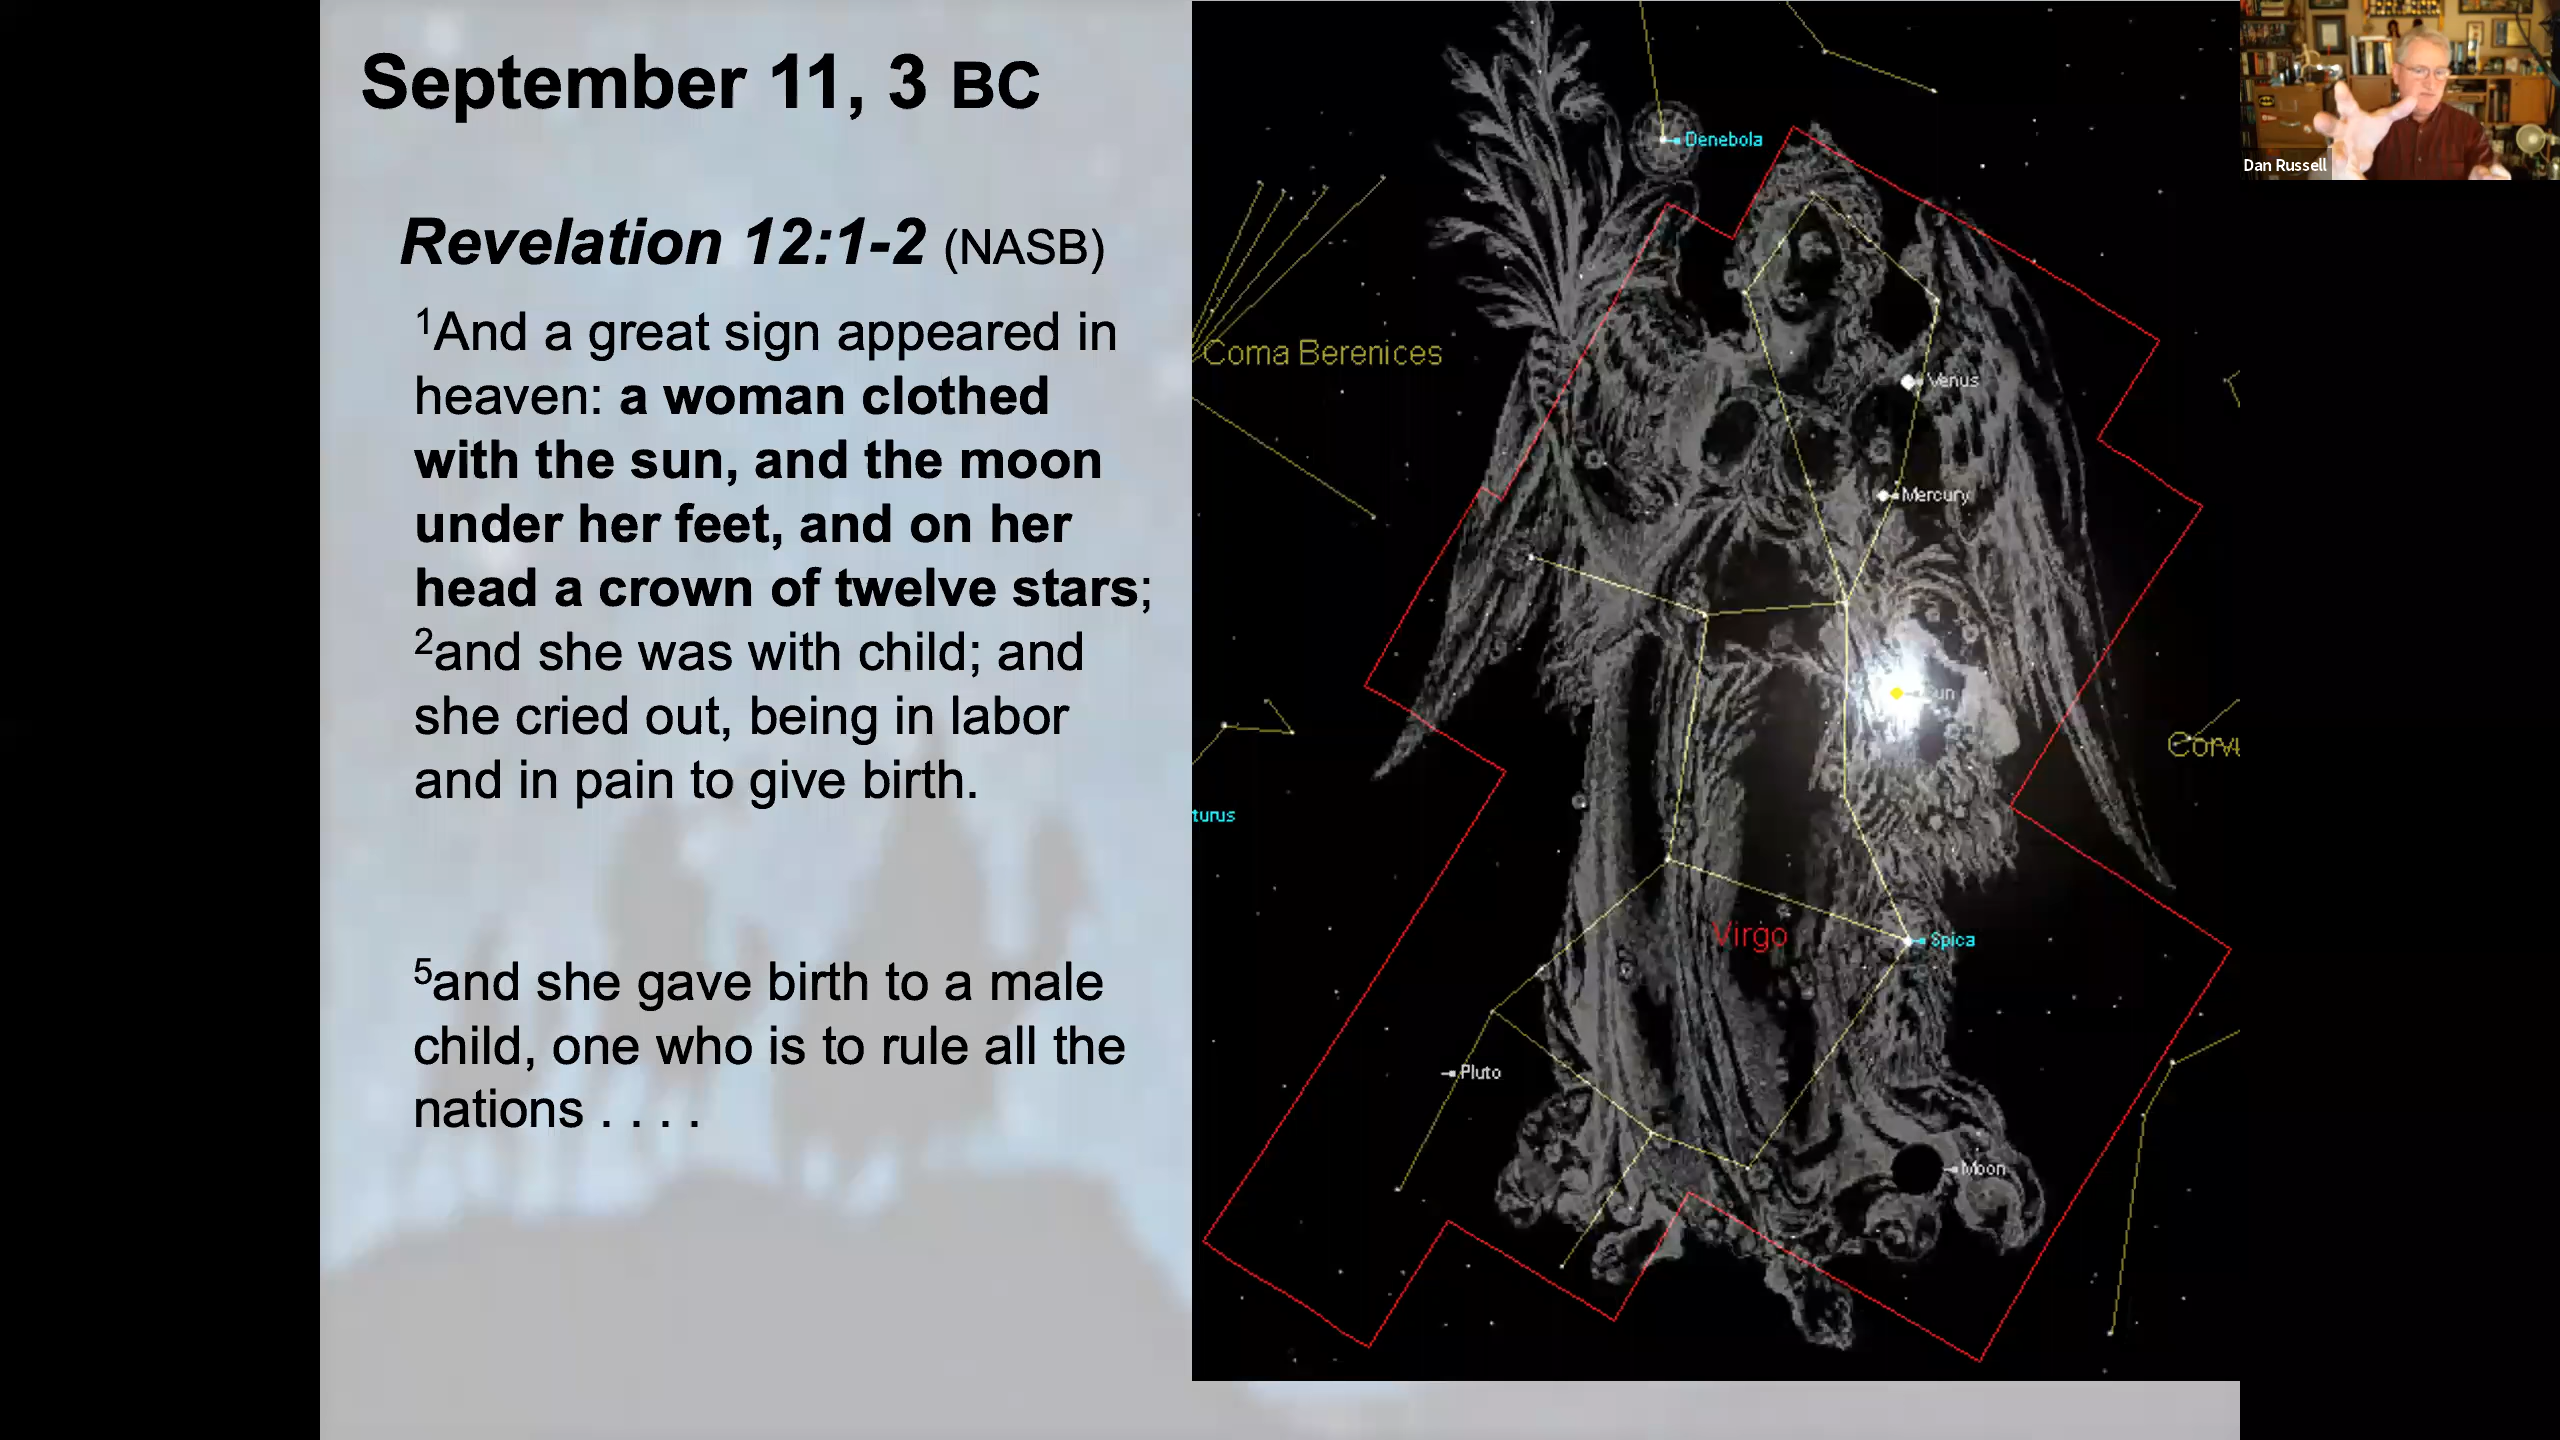 September 11, 3 BC
Revelation 12:1-2 (NASB)
1And a great sign appeared in
heaven: a woman clothed
with the sun, and the moon
under her feet, and on her
head a crown of twelve stars;
2and she was with child; and
she cried out, being in labor
and in pain to give birth.
5and she gave birth to a male
child, one who is to rule all the
nations . . . .
Denebola
Coma Berenices
Venus
Mercury
Sun
Corv
turus
Virgo
Spica
Pluto
Moon
Dan Russell